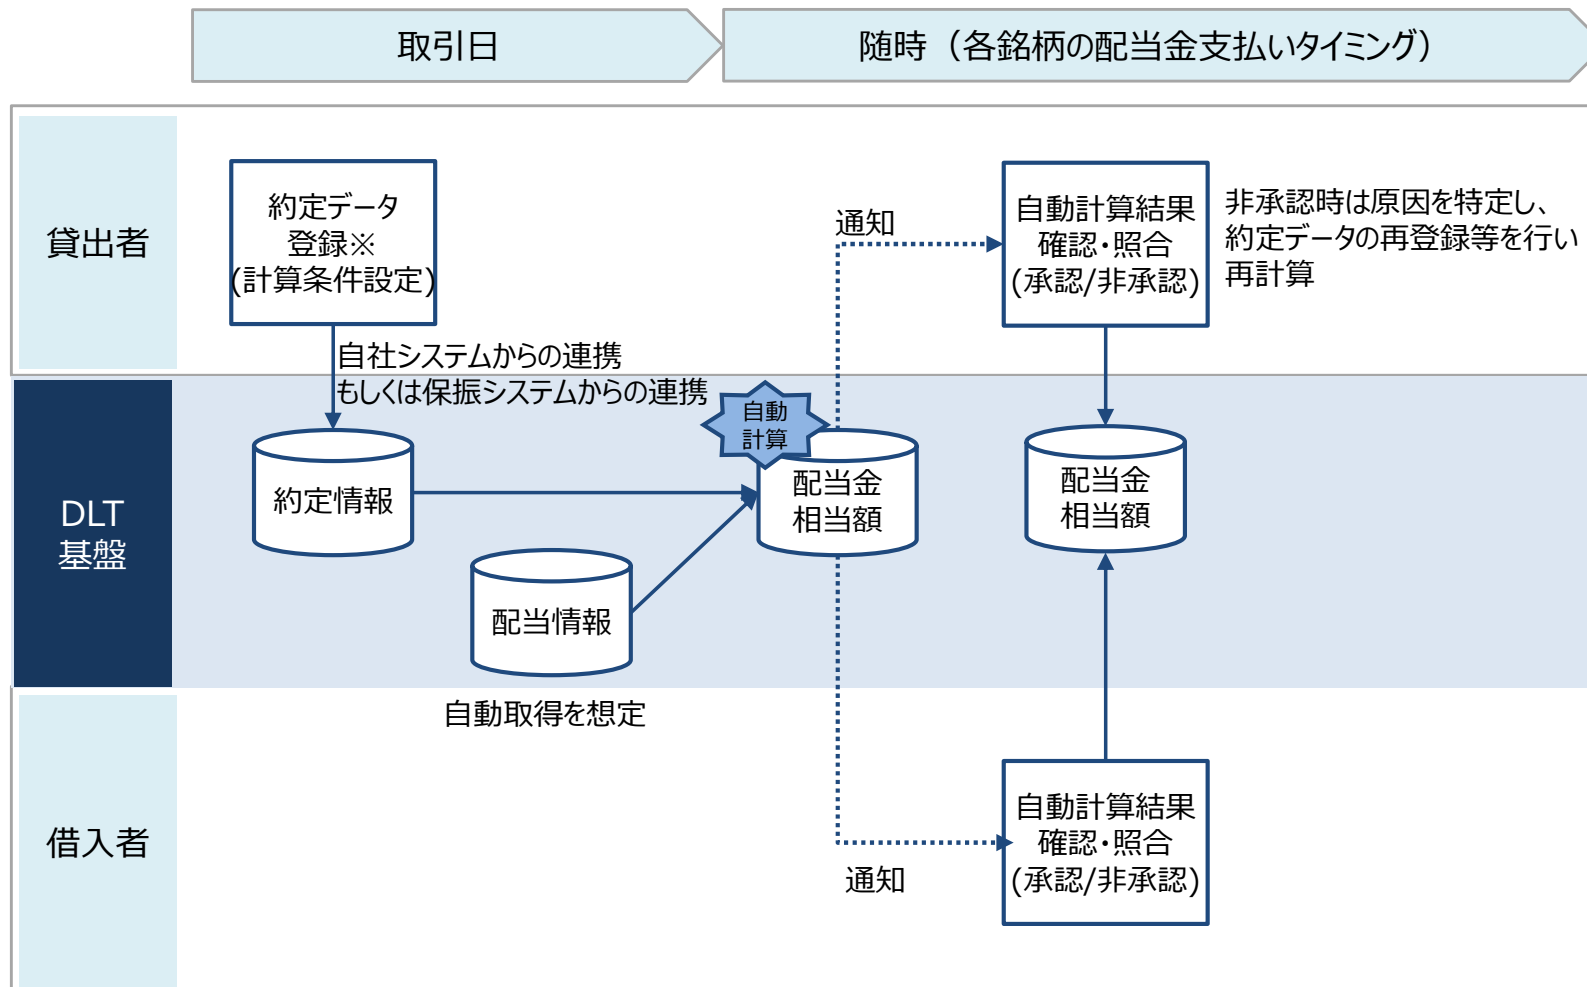 取引日
随時（各銘柄の配当金支払いタイミング）
貸出者
約定データ
登録※
(計算条件設定)
通知
自動計算結果
確認・照合
(承認/非承認)
非承認時は原因を特定し、
約定データの再登録等を行い
再計算
自社システムからの連携
もしくは保振システムからの連携
DLT
基盤
自動
計算
約定情報
配当金
相当額
配当金
相当額
配当情報
自動取得を想定
借入者
通知
自動計算結果
確認・照合
(承認/非承認)